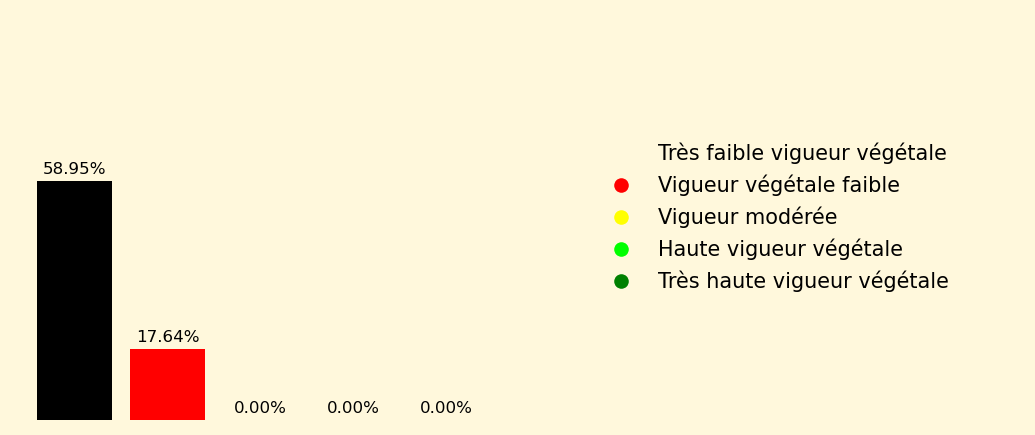 58.95%
17.64%
0.00%
0.00%
0.00%
Très faible vigueur végétale
Vigueur végétale faible
Vigueur modérée
Haute vigueur végétale
Très haute vigueur végétale